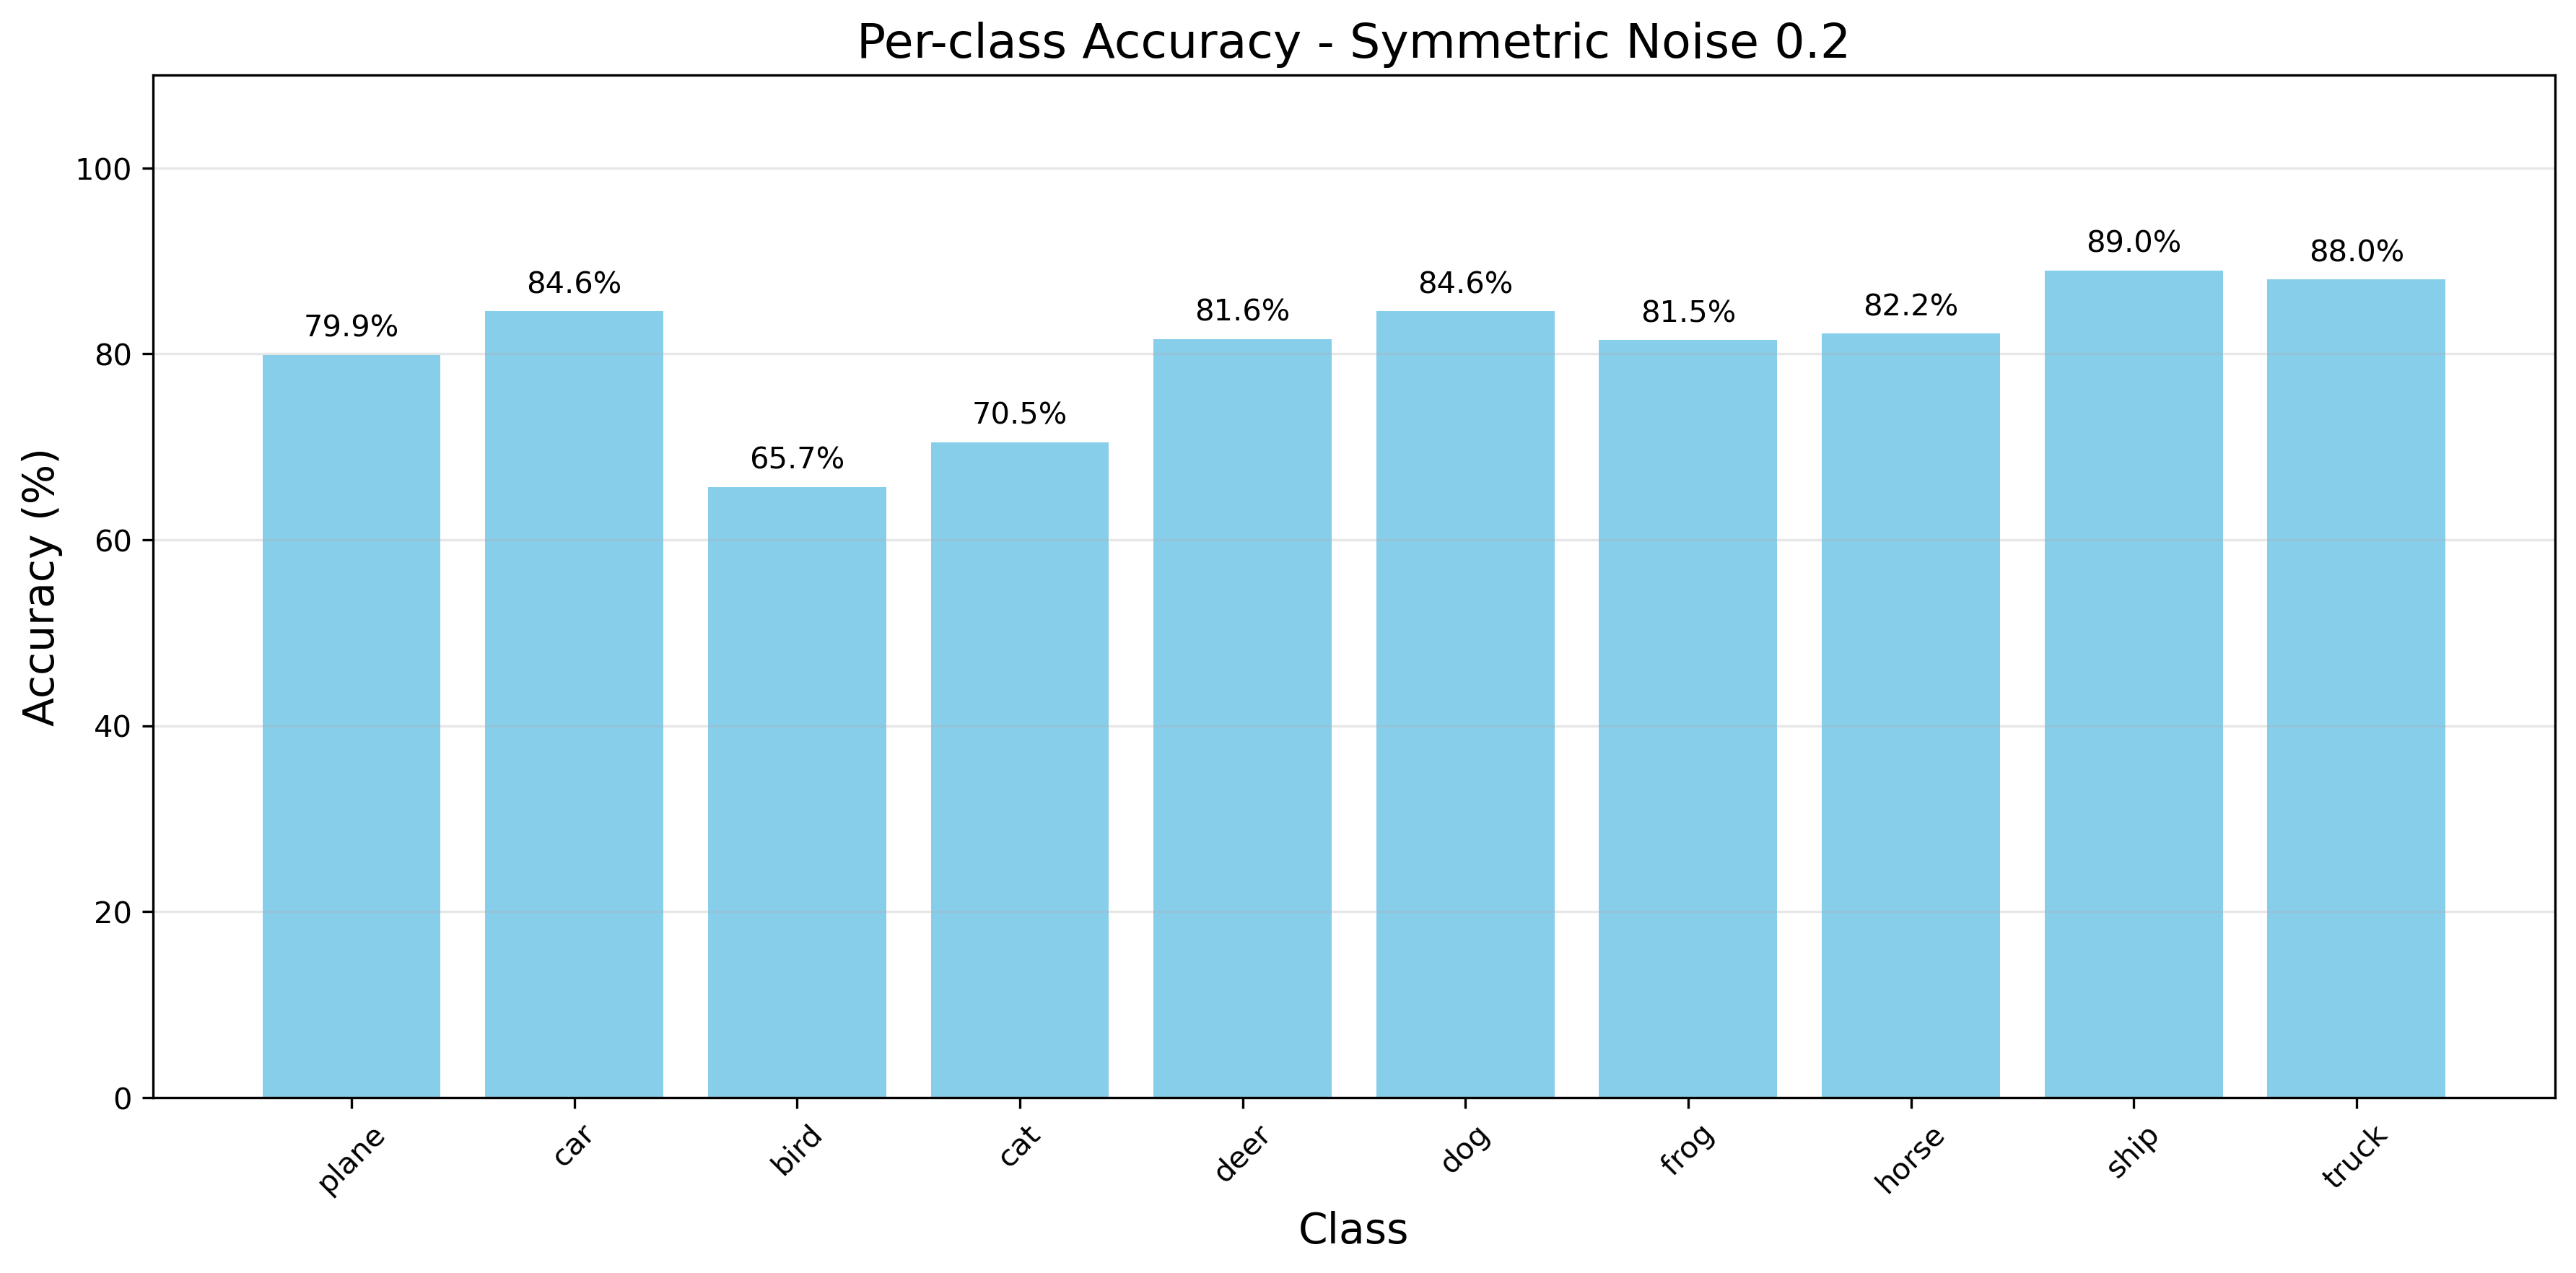 Per-class Accuracy - Symmetric Noise 0.2
Accuracy (%)
100
80
60
40
20
0
79.9%
84.6%
65.7%
70.5%
81.6%
84.6%
81.5%
82.2%
89.0%
88.0%
plane
car
bird
cat
deer
dog
frog
horse
ship
truck
Class